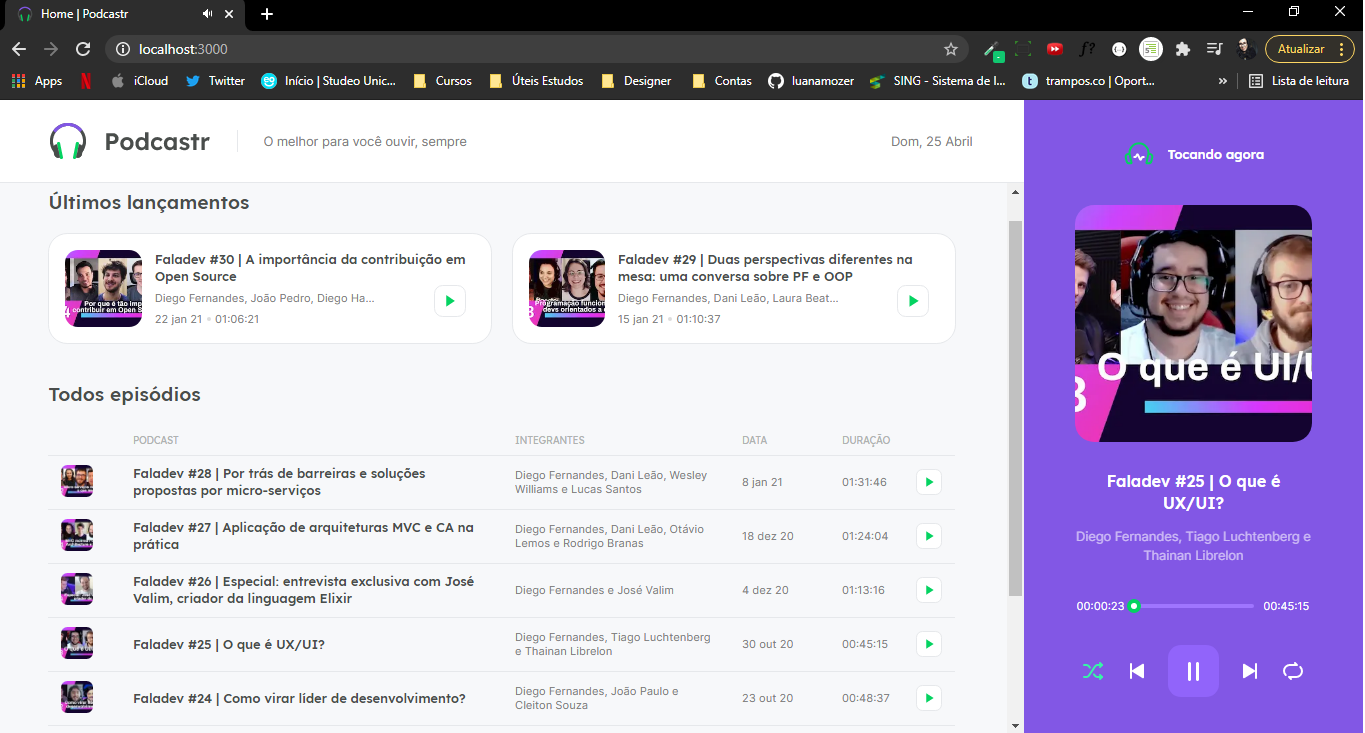 Home | Podcastr
localhost:3000
Atualizar
Apps
iCloud
Twitter
Início | Studeo Unic...
Cursos
Úteis Estudos
Designer
Contas
luanamozer
SING - Sistema de I...
trampos.co | Oport...
»
Lista de leitura
Podcastr
O melhor para você ouvir, sempre
Dom, 25 Abril
Últimos lançamentos
Faladev #30 | A importância da contribuição em
Open Source
Diego Fernandes, João Pedro, Diego Ha...
22 jan 21 • 01:06:21
Por que é tão imp
contribuir em Open S
Faladev #29 | Duas perspectivas diferentes na
mesa: uma conversa sobre PF e OOP
Diego Fernandes, Dani Leão, Laura Beat...
15 jan 21 • 01:10:37
Programação funcion
devs orientados a
Todos episódios
PODCAST INTEGRANTES DATA DURAÇÃO
Faladev #28 | Por trás de barreiras e soluções
propostas por micro-serviços
Diego Fernandes, Dani Leão, Wesley
Williams e Lucas Santos
8 jan 21
01:31:46
Faladev #27 | Aplicação de arquiteturas MVC e CA na
prática
Diego Fernandes, Dani Leão, Otávio
Lemos e Rodrigo Branas
18 dez 20
01:24:04
Faladev #26 | Especial: entrevista exclusiva com José
Valim, criador da linguagem Elixir
Diego Fernandes e José Valim
4 dez 20
01:13:16
Faladev #25 | O que é UX/UI?
Diego Fernandes, Tiago Luchtenberg
e Thainan Librelon
30 out 20
00:45:15
Faladev #24 | Como virar líder de desenvolvimento?
Diego Fernandes, João Paulo e
Cleiton Souza
23 out 20
00:48:37
Tocando agora
O que é UI/U
Faladev #25 | O que é
UX/UI?
Diego Fernandes, Tiago Luchtenberg e
Thainan Librelon
00:00:23
00:45:15